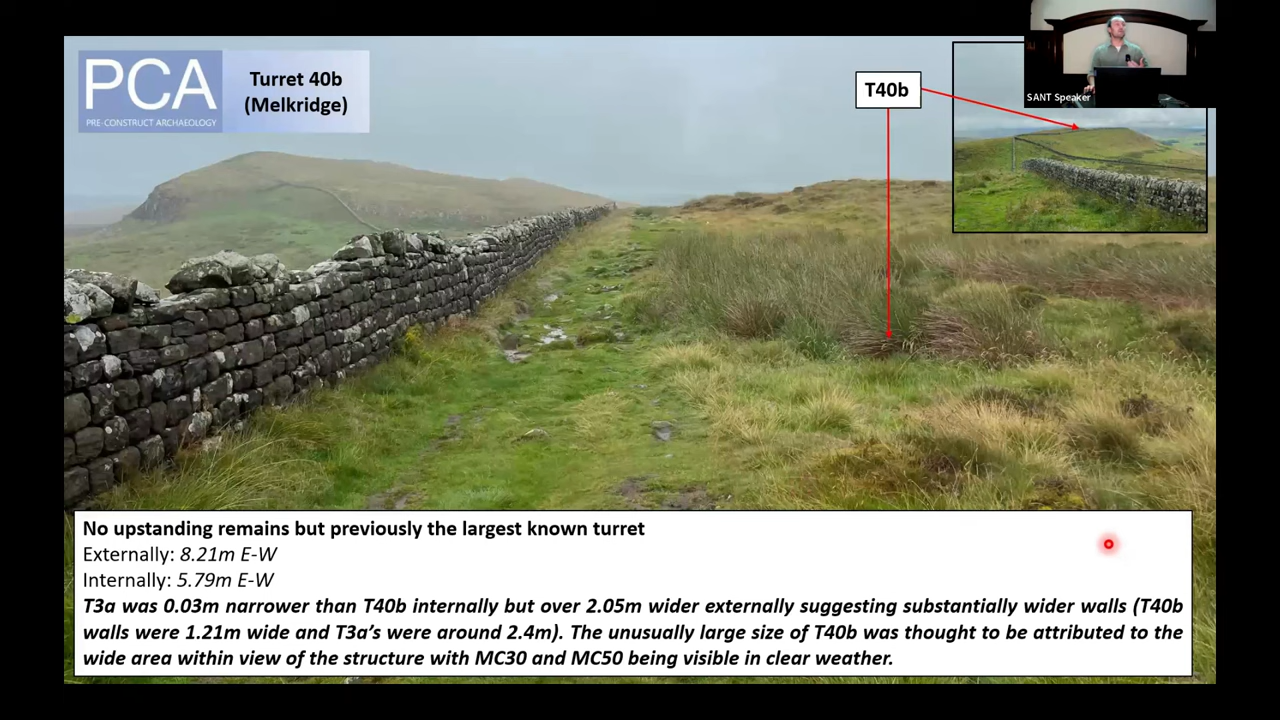 PCA
PRE-CONSTRUCT ARCHAEOLOGY
Turret 40b
(Melkridge)
T40b
SANT Speaker
No upstanding remains but previously the largest known turret
Externally: 8.21m E-W
Internally: 5.79m E-W
T3a was 0.03m narrower than T40b internally but over 2.05m wider externally suggesting substantially wider walls (T40b
walls were 1.21m wide and T3a's were around 2.4m). The unusually large size of T40b was thought to be attributed to the
wide area within view of the structure with MC30 and MC50 being visible in clear weather.